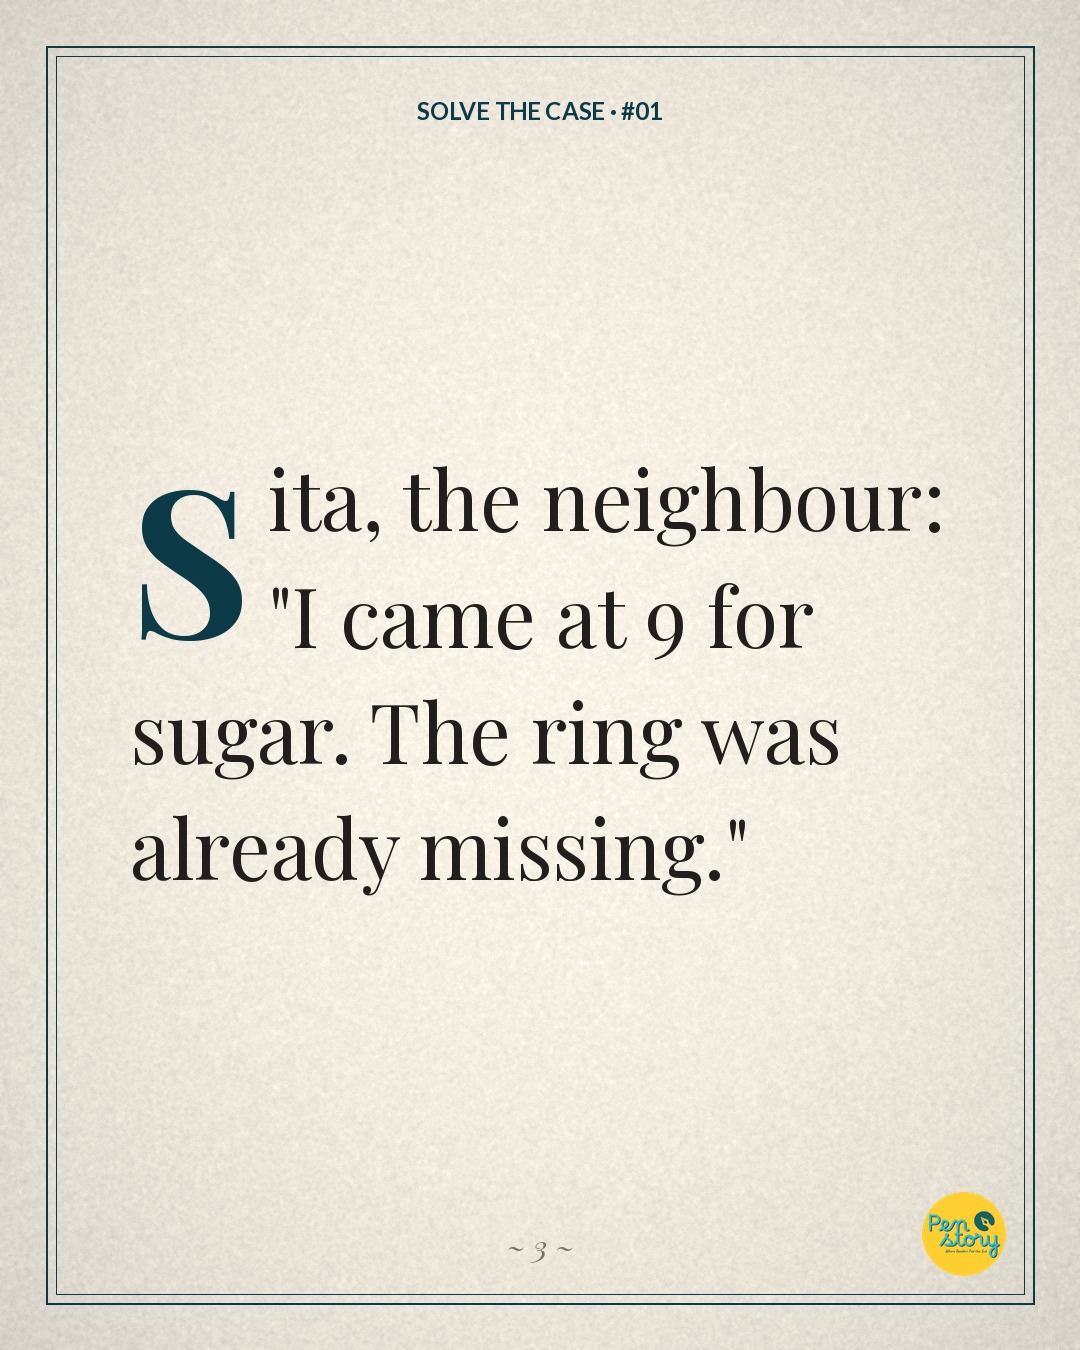 SOLVE THE CASE · #01
Sita, the neighbour:
"I came at 9 for
sugar. The ring was
already missing."
~ 3 ~
Pen
story